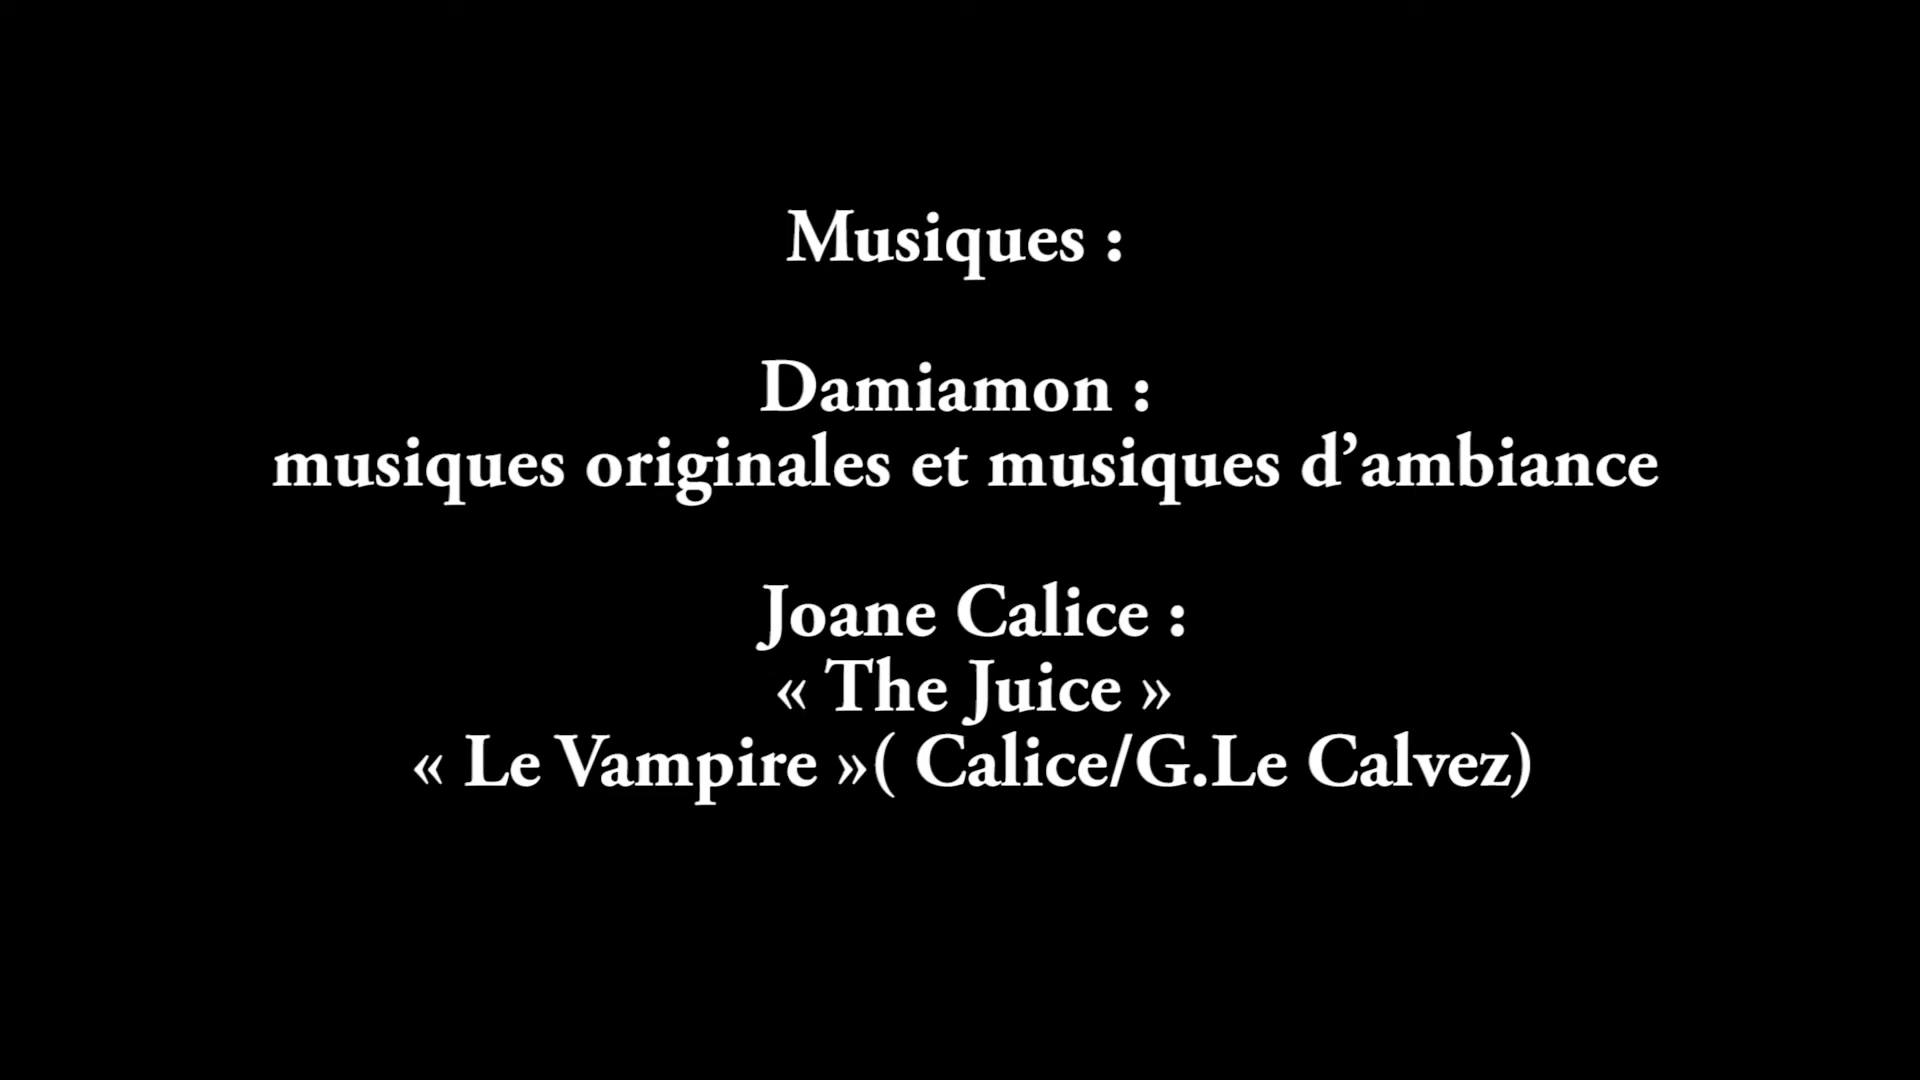 Musiques :
Damiamon :
musiques originales et musiques d’ambiance
Joane Calice :
« The Juice »
« Le Vampire »( Calice/G.Le Calvez)